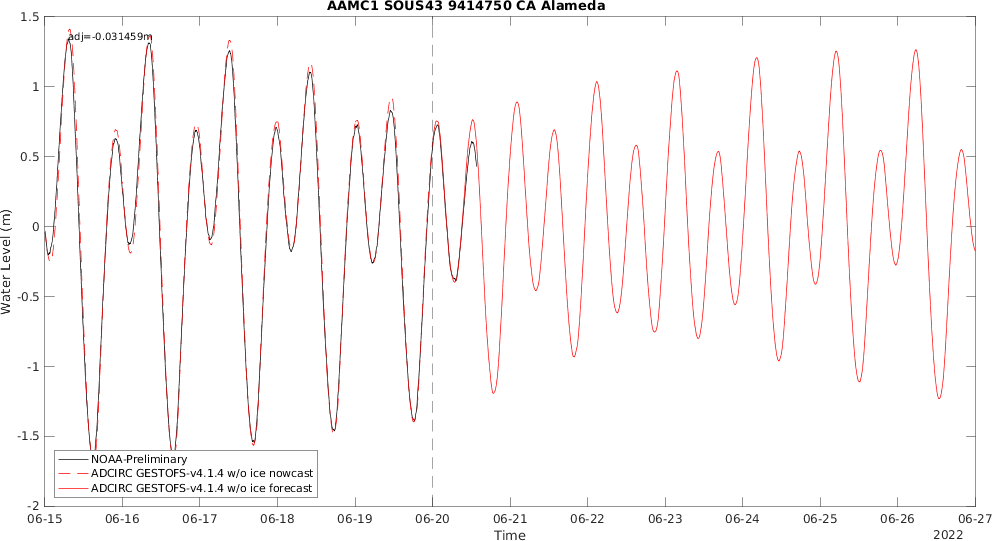 AAMC1 SOUS43 9414750 CA Alameda
adj=-0.031459m
1.5
1
0.5
0
-0.5
-1
-1.5
-2
Water Level (m)
NOAA-Preliminary
ADCIRC GESTOFS-v4.1.4 w/o ice nowcast
ADCIRC GESTOFS-v4.1.4 w/o ice forecast
06-15 06-16 06-17 06-18 06-19 06-20 06-21 06-22 06-23 06-24 06-25 06-26 06-27
Time
2022